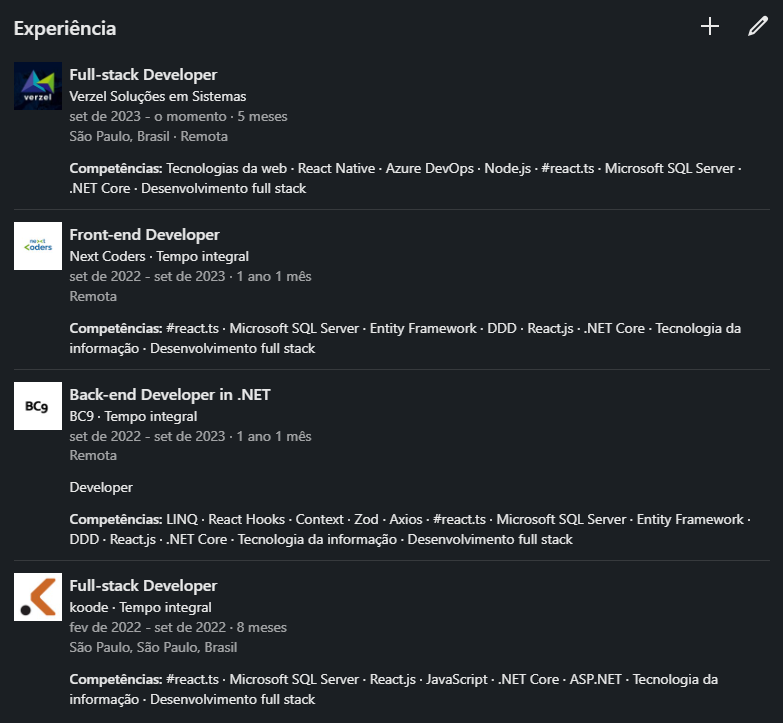 Experiência
verzel
Full-stack Developer
Verzel Soluções em Sistemas
set de 2023 - o momento · 5 meses
São Paulo, Brasil · Remota
Competências: Tecnologias da web · React Native · Azure DevOps · Node.js · #react.ts · Microsoft SQL Server ·
.NET Core · Desenvolvimento full stack
next
coders
Front-end Developer
Next Coders · Tempo integral
set de 2022 - set de 2023 · 1 ano 1 mês
Remota
Competências: #react.ts · Microsoft SQL Server · Entity Framework · DDD · React.js · .NET Core · Tecnologia da
informação · Desenvolvimento full stack
BC9
Back-end Developer in .NET
BC9 · Tempo integral
set de 2022 - set de 2023 · 1 ano 1 mês
Remota
Developer
Competências: LINQ · React Hooks · Context · Zod · Axios · #react.ts · Microsoft SQL Server · Entity Framework ·
DDD · React.js · .NET Core · Tecnologia da informação · Desenvolvimento full stack
Full-stack Developer
koode · Tempo integral
fev de 2022 - set de 2022 · 8 meses
São Paulo, São Paulo, Brasil
Competências: #react.ts · Microsoft SQL Server · React.js · JavaScript · .NET Core · ASP.NET · Tecnologia da
informação · Desenvolvimento full stack